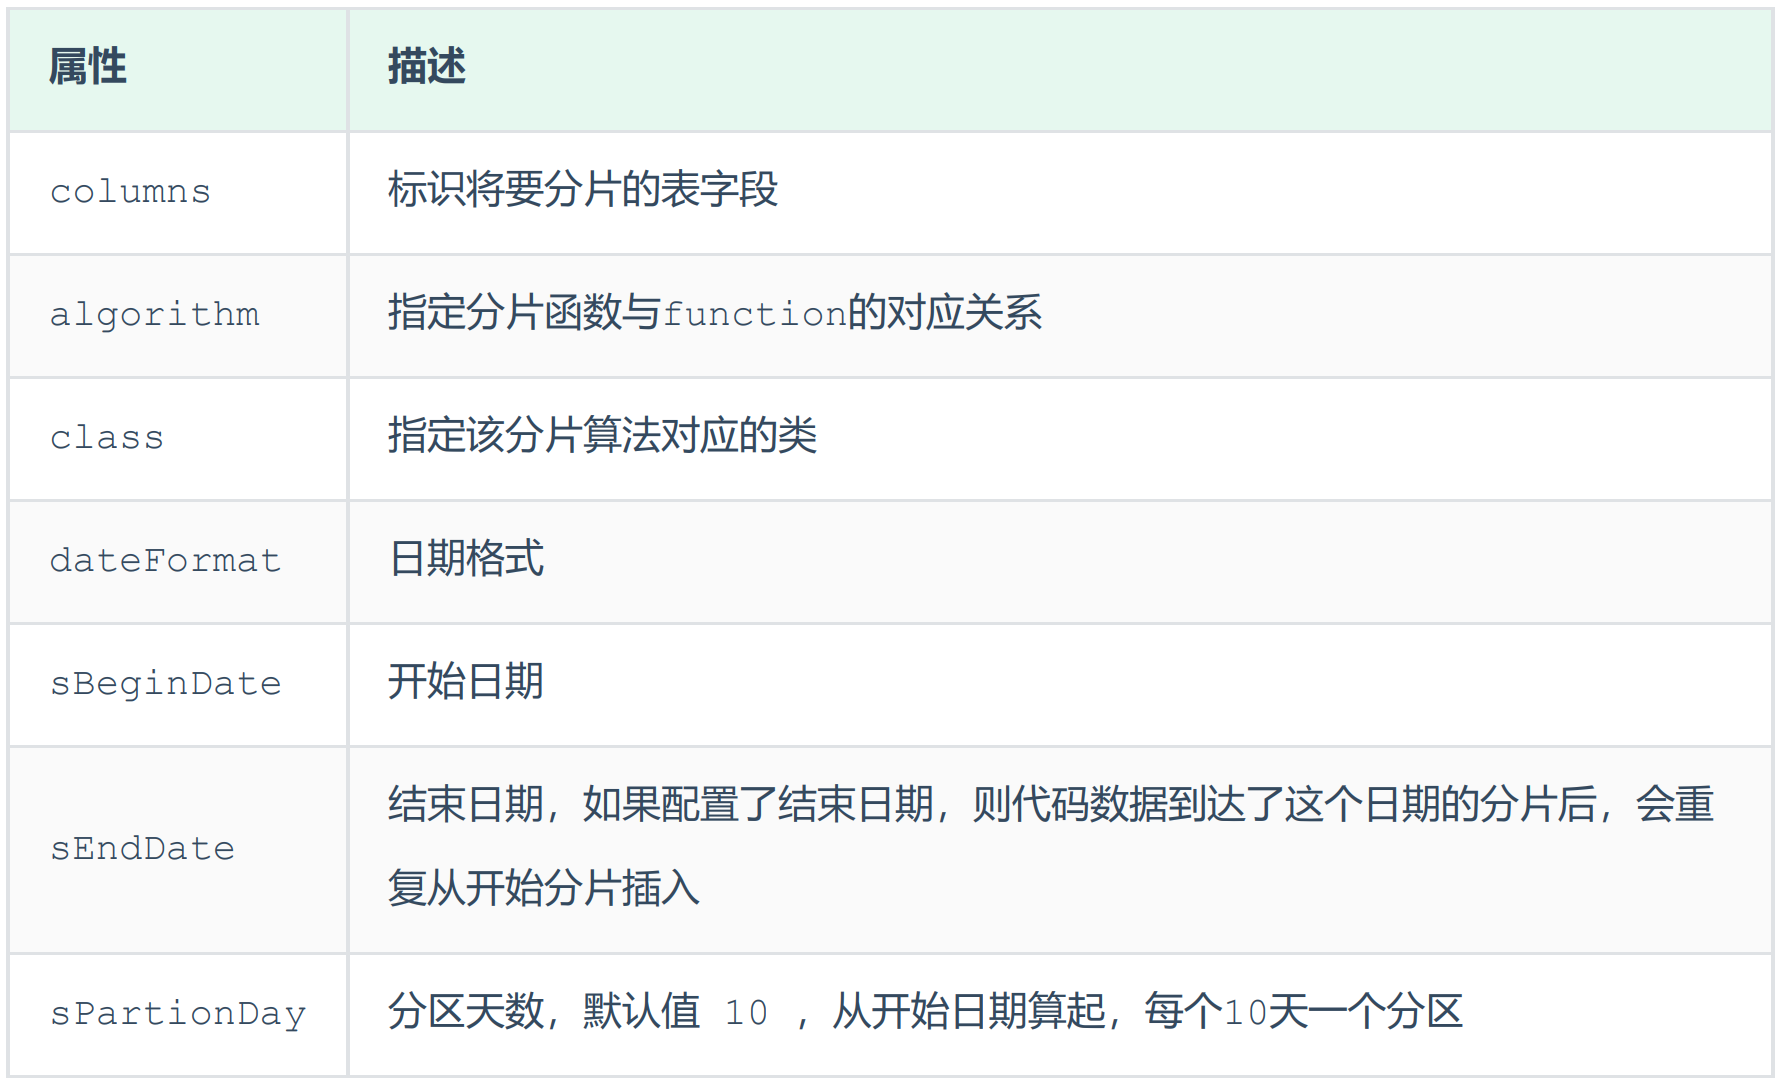 属性 描述
columns 标识将要分片的表字段
algorithm 指定分片函数与function的对应关系
class 指定该分片算法对应的类
dateFormat 日期格式
sBeginDate 开始日期
sEndDate 结束日期，如果配置了结束日期，则代码数据到达了这个日期的分片后，会重
复从开始分片插入
sPartionDay 分区天数，默认值 10 ，从开始日期算起，每个10天一个分区